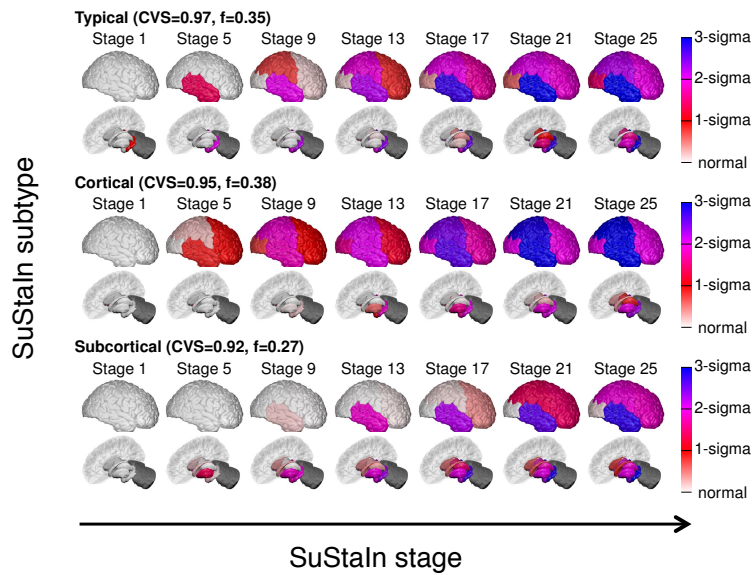 Typical (CVS=0.97, f=0.35)
Stage 1 Stage 5 Stage 9 Stage 13 Stage 17 Stage 21 Stage 25
3-sigma
2-sigma
1-sigma
normal
Cortical (CVS=0.95, f=0.38)
Stage 1 Stage 5 Stage 9 Stage 13 Stage 17 Stage 21 Stage 25
3-sigma
2-sigma
1-sigma
normal
Subcortical (CVS=0.92, f=0.27)
Stage 1 Stage 5 Stage 9 Stage 13 Stage 17 Stage 21 Stage 25
3-sigma
2-sigma
1-sigma
normal
SuStaIn subtype
SuStaIn stage